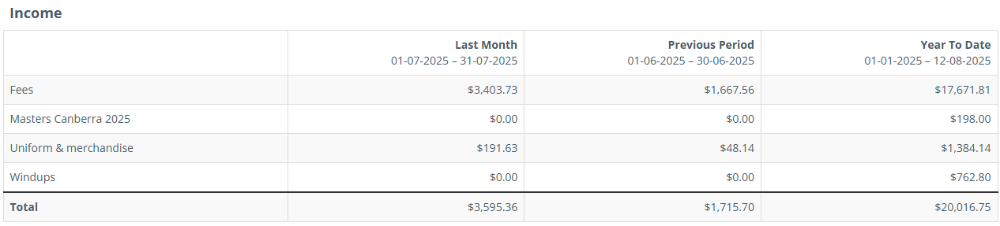 Income
Last Month Previous Period Year To Date
01-07-2025 – 31-07-2025 01-06-2025 – 30-06-2025 01-01-2025 – 12-08-2025
Fees $3,403.73 $1,667.56 $17,671.81
Masters Canberra 2025 $0.00 $0.00 $198.00
Uniform & merchandise $191.63 $48.14 $1,384.14
Windups $0.00 $0.00 $762.80
Total $3,595.36 $1,715.70 $20,016.75